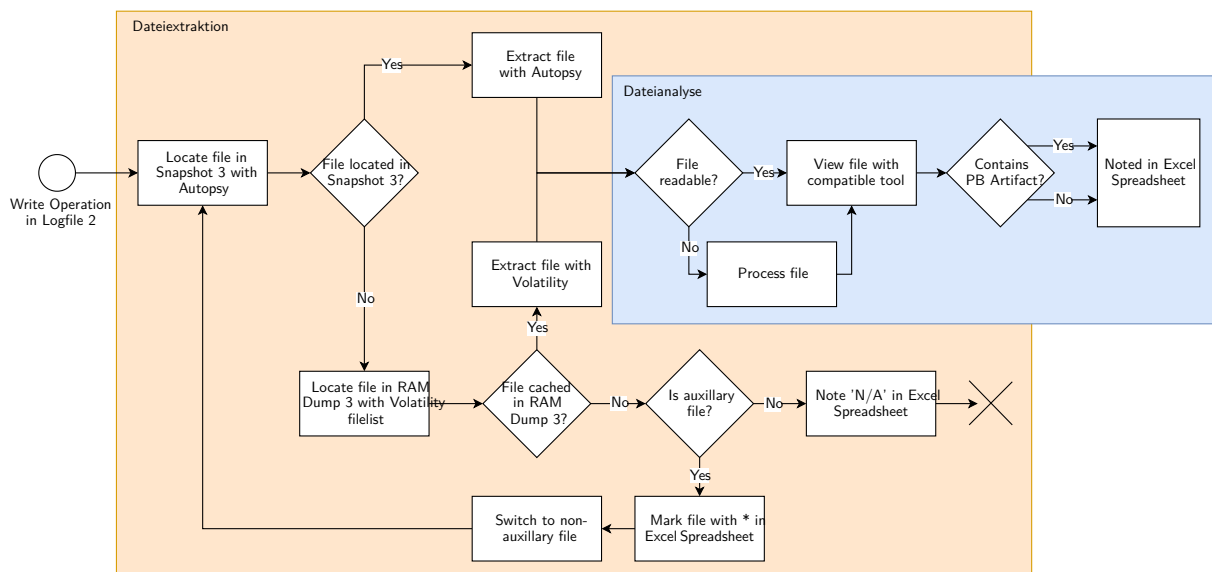 Dateiextraktion
Extract file
with Autopsy
Yes
Dateianalyse
Locate file in
Snapshot 3 with
Autopsy
File located in
Snapshot 3?
File
readable?
Yes
View file with
compatible tool
Contains
PB Artifact?
Yes
No
Noted in Excel
Spreadsheet
Write Operation
in Logfile 2
No
Process file
Extract file with
Volatility
No
Yes
Locate file in RAM
Dump 3 with Volatility
filelist
File cached
in RAM
Dump 3?
No
Is auxillary
file?
No
Note 'N/A' in Excel
Spreadsheet
Yes
Switch to non-
auxillary file
Mark file with * in
Excel Spreadsheet